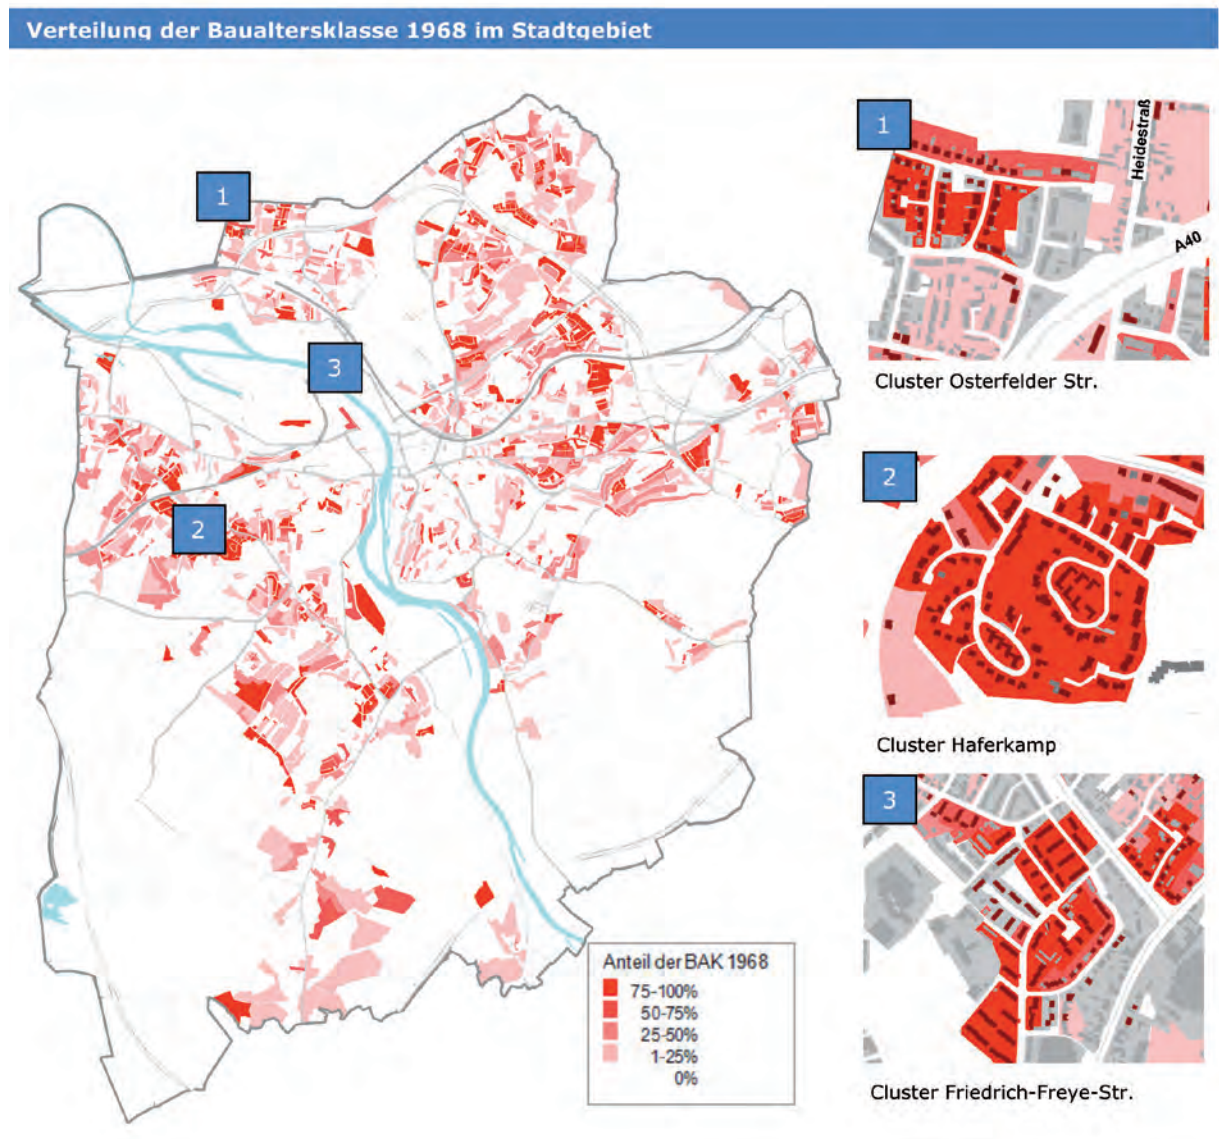 Verteilung der Baualtersklasse 1968 im Stadtgebiet
1
2
3
1
Heidestraß
A40
Cluster Osterfelder Str.
2
Cluster Haferkamp
3
Cluster Friedrich-Freye-Str.
Anteil der BAK 1968
75-100%
50-75%
25-50%
1-25%
0%